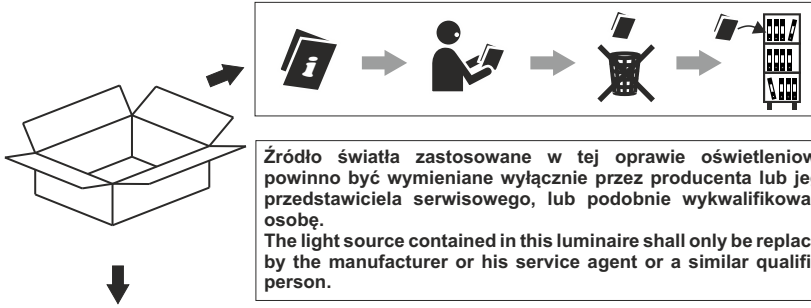 i
Źródło światła zastosowane w tej oprawie oświetleniow
powinno być wymieniane wyłącznie przez producenta lub je
przedstawiciela serwisowego, lub podobnie wykwalifikowa
osobę.
The light source contained in this luminaire shall only be replac
by the manufacturer or his service agent or a similar qualifi
person.